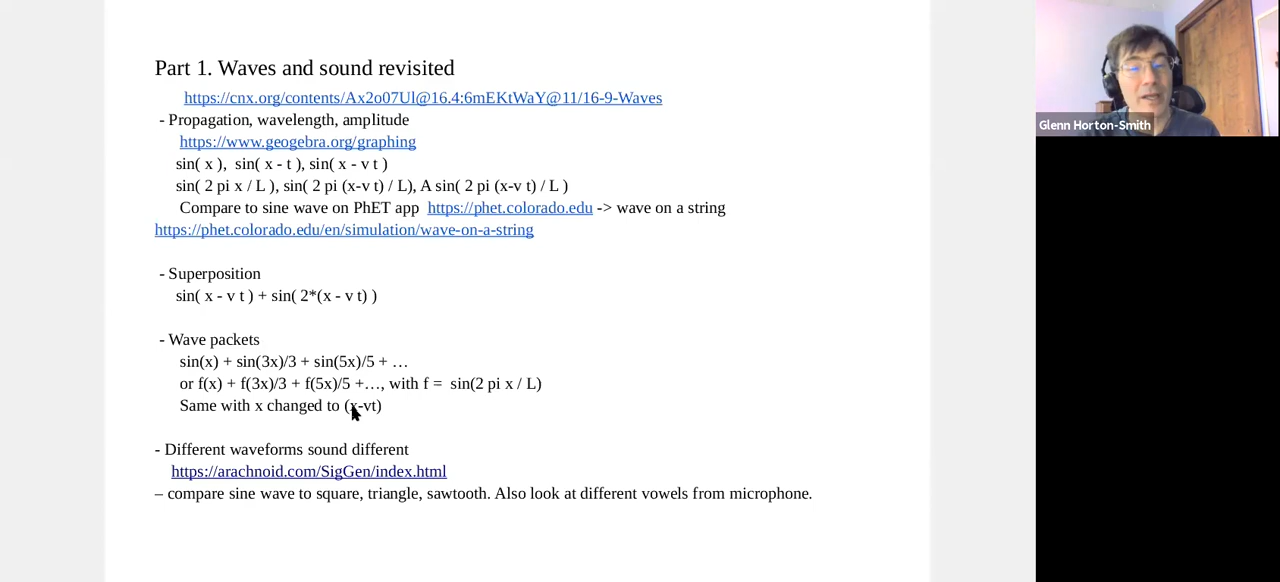 Part 1. Waves and sound revisited
https://cnx.org/contents/Ax2o07Ul@16.4:6mEKtWaY@11/16-9-Waves
- Propagation, wavelength, amplitude
https://www.geogebra.org/graphing
sin( x ),  sin( x - t ), sin( x - v t )
sin( 2 pi x / L ), sin( 2 pi (x-v t) / L), A sin( 2 pi (x-v t) / L )
Compare to sine wave on PhET app  https://phet.colorado.edu -> wave on a string
https://phet.colorado.edu/en/simulation/wave-on-a-string
- Superposition
sin( x - v t ) + sin( 2*(x - v t) )
- Wave packets
sin(x) + sin(3x)/3 + sin(5x)/5 + …
or f(x) + f(3x)/3 + f(5x)/5 +…, with f =  sin(2 pi x / L)
Same with x changed to (x-vt)
- Different waveforms sound different
https://arachnoid.com/SigGen/index.html
– compare sine wave to square, triangle, sawtooth. Also look at different vowels from microphone.
Glenn Horton-Smith